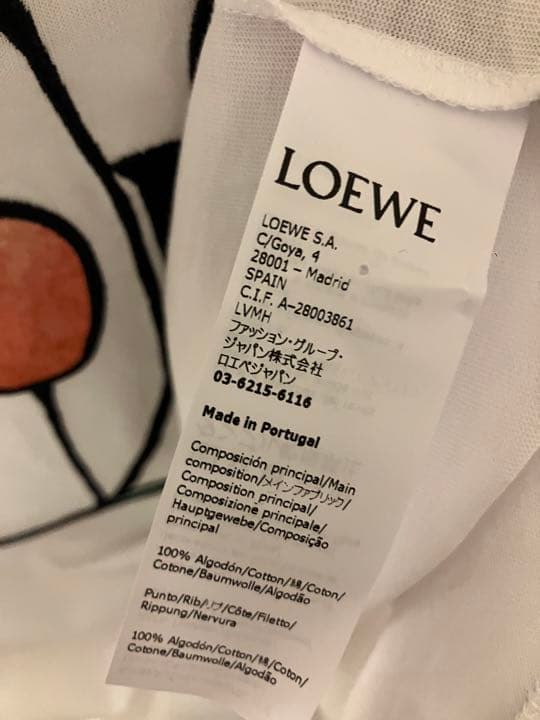 LOEWE
LOEWE S.A.
C/Goya, 4
28001 – Madrid
SPAIN
C.I.F. A-28003861
LVMH
ファッション・グループ・
ジャパン株式会社
ロエベジャパン
03-6215-6116
Made in Portugal
Composición principal/Main
composition/メインファブリック/
Composition principal/
Composizione principale/
Hauptgewebe/Composição
principal
100% Algodón/Cotton/綿/Coton/
Cotone/Baumwolle/Algodão
Punto/Rib/リブ/Côte/Filetto/
Rippung/Nervura
100% Algodón/Cotton/綿/Coton/
Cotone/Baumwolle/Algodão